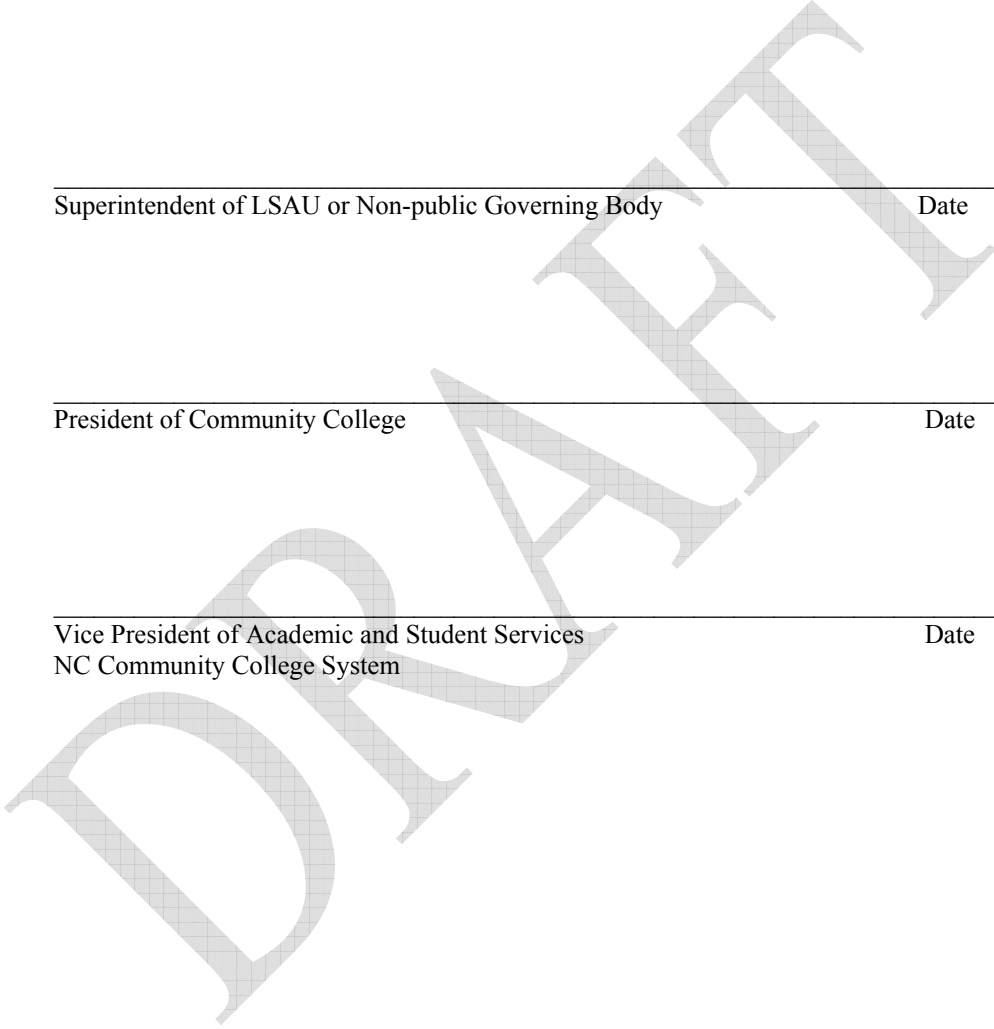 Superintendent of LSAU or Non-public Governing Body Date
President of Community College Date
Vice President of Academic and Student Services Date
NC Community College System
DRAFT